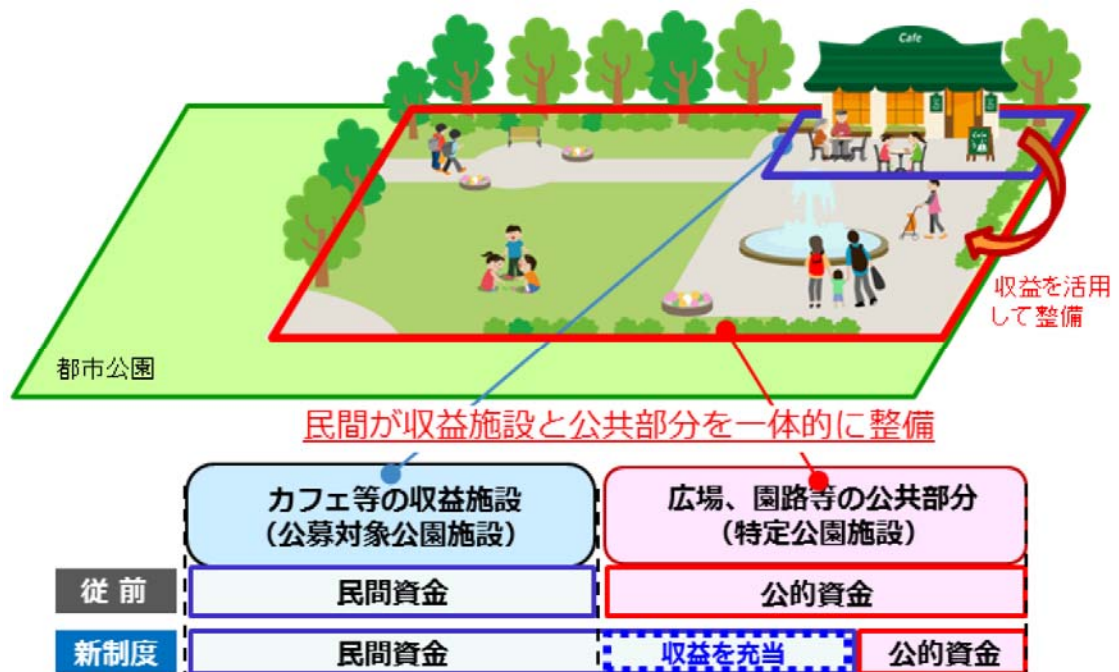 Cafe
Cafe
収益を活用
して整備
都市公園
民間が収益施設と公共部分を一体的に整備
カフェ等の収益施設
（公募対象公園施設）
広場、園路等の公共部分
（特定公園施設）
従前
民間資金
公的資金
新制度
民間資金
収益を充当
公的資金